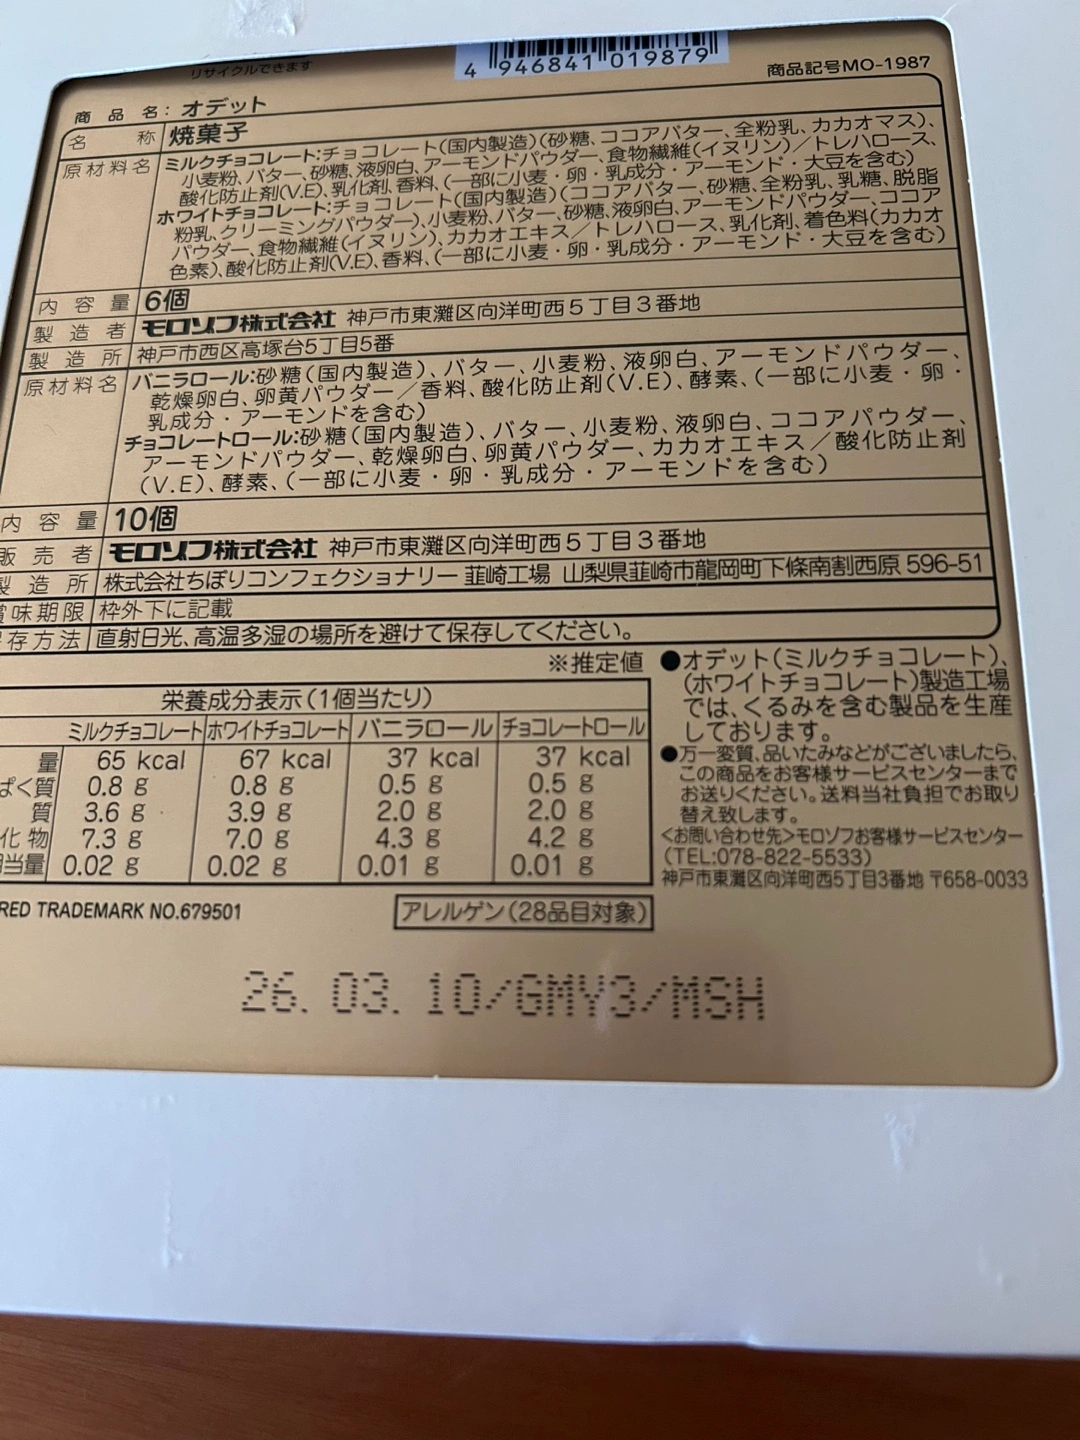 リサイクルできます
4 946841 019879
商品記号MO-1987
商品名:オデット
名称 焼菓子
原材料名 ミルクチョコレート:チョコレート(国内製造)(砂糖、ココアバター、全粉乳、カカオマス)、
小麦粉、バター、砂糖、液卵白、アーモンドパウダー、食物繊維(イヌリン)/トレハロース、
酸化防止剤(V.E)、乳化剤、香料、(一部に小麦・卵・乳成分・アーモンド・大豆を含む)
ホワイトチョコレート:チョコレート(国内製造)(ココアバター、砂糖、全粉乳、乳糖、脱脂
粉乳、クリーミングパウダー)、小麦粉、バター、砂糖、液卵白、アーモンドパウダー、ココア
パウダー、食物繊維(イヌリン)、カカオエキス/トレハロース、乳化剤、着色料(カカオ
色素)、酸化防止剤(V.E)、香料、(一部に小麦・卵・乳成分・アーモンド・大豆を含む)
内容量 6個
製造者 モロゾフ株式会社 神戸市東灘区向洋町西5丁目3番地
製造所 神戸市西区高塚台5丁目5番
原材料名 バニラロール:砂糖(国内製造)、バター、小麦粉、液卵白、アーモンドパウダー、
乾燥卵白、卵黄パウダー/香料、酸化防止剤(V.E)、酵素、(一部に小麦・卵・
乳成分・アーモンドを含む)
チョコレートロール:砂糖(国内製造)、バター、小麦粉、液卵白、ココアパウダー、
アーモンドパウダー、乾燥卵白、卵黄パウダー、カカオエキス/酸化防止剤
(V.E)、酵素、(一部に小麦・卵・乳成分・アーモンドを含む)
内容量 10個
販売者 モロゾフ株式会社 神戸市東灘区向洋町西5丁目3番地
製造所 株式会社ちぼりコンフェクショナリー 韮崎工場 山梨県韮崎市龍岡町下條南割西原596-51
賞味期限 枠外下に記載
存方法 直射日光、高温多湿の場所を避けて保存してください。
※推定値
栄養成分表示(1個当たり)
ミルクチョコレート ホワイトチョコレート バニラロール チョコレートロール
量 65 kcal 67 kcal 37 kcal 37 kcal
ぱく質 0.8 g 0.8 g 0.5 g 0.5 g
質 3.6 g 3.9 g 2.0 g 2.0 g
化物 7.3 g 7.0 g 4.3 g 4.2 g
相当量 0.02 g 0.02 g 0.01 g 0.01 g
●オデット(ミルクチョコレート)、
(ホワイトチョコレート)製造工場
では、くるみを含む製品を生産
しております。
●万一変質、品いたみなどがございましたら、
この商品をお客様サービスセンターまで
お送りください。送料当社負担でお取り
替え致します。
<お問い合わせ先>モロゾフお客様サービスセンター
(TEL:078-822-5533)
神戸市東灘区向洋町西5丁目3番地 〒658-0033
RED TRADEMARK NO.679501
アレルゲン(28品目対象)
26.03.10/GMY3/MSH